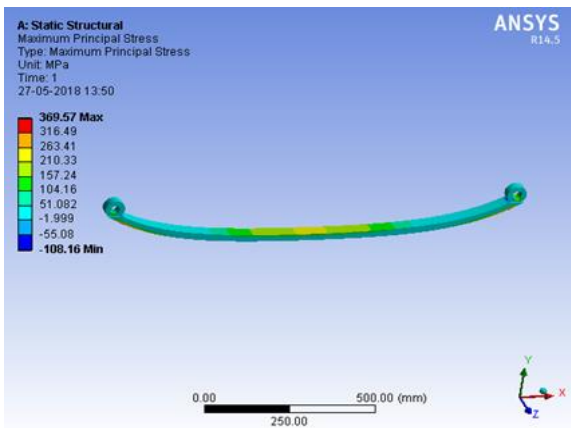 A: Static Structural
Maximum Principal Stress
Type: Maximum Principal Stress
Unit: MPa
Time: 1
27-05-2018 13:50
369.57 Max
316.49
263.41
210.33
157.24
104.16
51.082
-1.999
-55.08
-108.16 Min
ANSYS
R14.5
0.00 500.00 (mm)
250.00
Y
X
Z